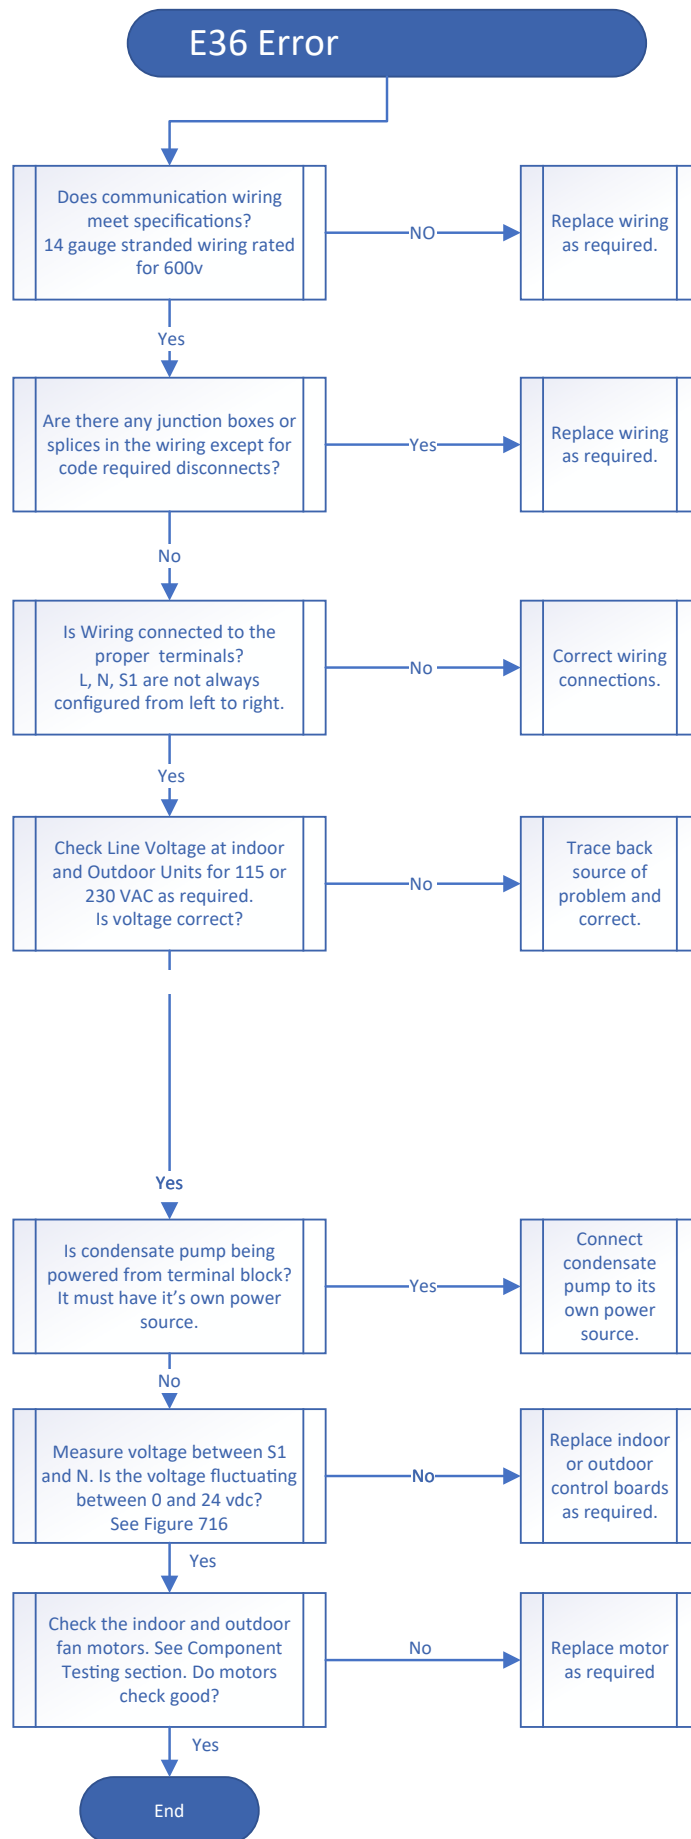 E36 Error
Does communication wiring
meet specifications?
14 gauge stranded wiring rated
for 600v
NO
Replace wiring
as required.
Yes
Are there any junction boxes or
splices in the wiring except for
code required disconnects?
Yes
Replace wiring
as required.
No
Is Wiring connected to the
proper terminals?
L, N, S1 are not always
configured from left to right.
No
Correct wiring
connections.
Yes
Check Line Voltage at indoor
and Outdoor Units for 115 or
230 VAC as required.
Is voltage correct?
No
Trace back
source of
problem and
correct.
Yes
Is condensate pump being
powered from terminal block?
It must have it's own power
source.
Yes
Connect
condensate
pump to its
own power
source.
No
Measure voltage between S1
and N. Is the voltage fluctuating
between 0 and 24 vdc?
See Figure 716
No
Replace indoor
or outdoor
control boards
as required.
Yes
Check the indoor and outdoor
fan motors. See Component
Testing section. Do motors
check good?
No
Replace motor
as required
Yes
End